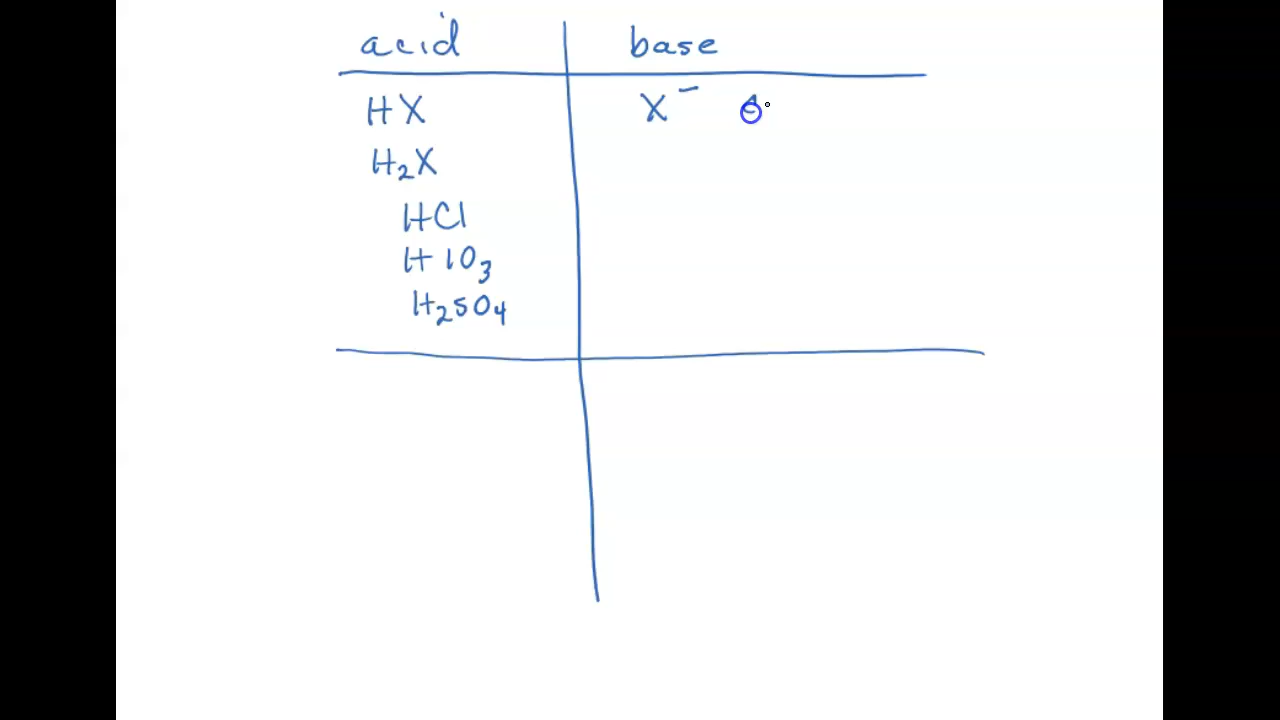 acid base
HX X⁻
H₂X
HCl
HIO₃
H₂SO₄